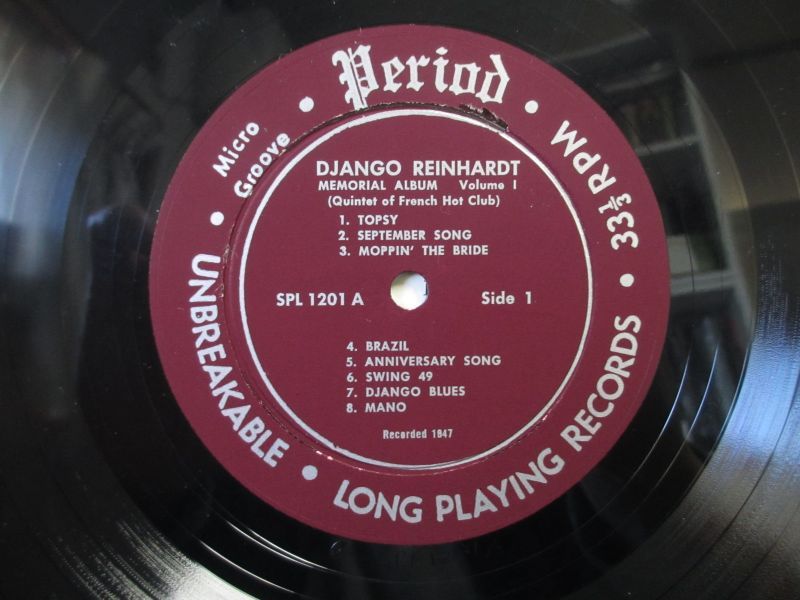 Period
Micro
Groove
33⅓ RPM
DJANGO REINHARDT
MEMORIAL ALBUM Volume I
(Quintet of French Hot Club)
1. TOPSY
2. SEPTEMBER SONG
3. MOPPIN' THE BRIDE
SPL 1201 A Side 1
4. BRAZIL
5. ANNIVERSARY SONG
6. SWING 49
7. DJANGO BLUES
8. MANO
Recorded 1947
UNBREAKABLE • LONG PLAYING RECORDS